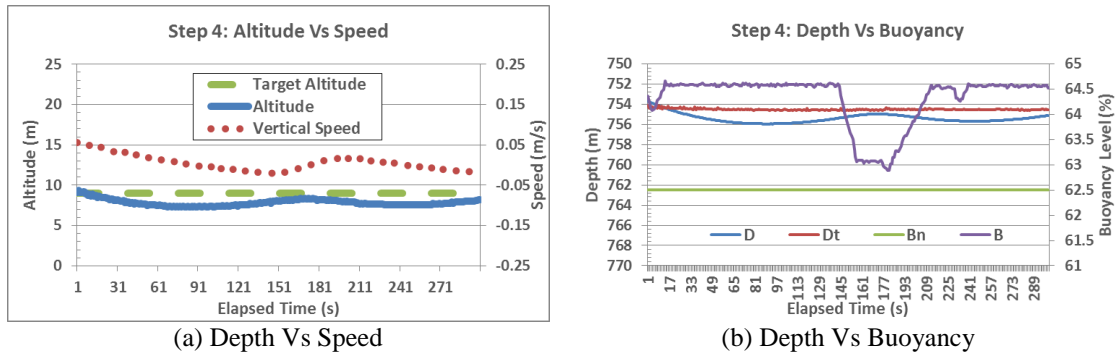 Step 4: Altitude Vs Speed
25
20
15
10
5
0
Altitude (m)
Target Altitude
Altitude
Vertical Speed
0.25
0.15
0.05
-0.05
-0.15
-0.25
Speed (m/s)
1 31 61 91 121 151 181 211 241 271
Elapsed Time (s)
(a) Depth Vs Speed
Step 4: Depth Vs Buoyancy
750
752
754
756
758
760
762
764
766
768
770
Depth (m)
65
64.5
64
63.5
63
62.5
62
61.5
61
Buoyancy Level (%)
D Dt Bn B
1 17 33 49 65 81 97 113 129 145 161 177 193 209 225 241 257 273 289
Elapsed Time (s)
(b) Depth Vs Buoyancy